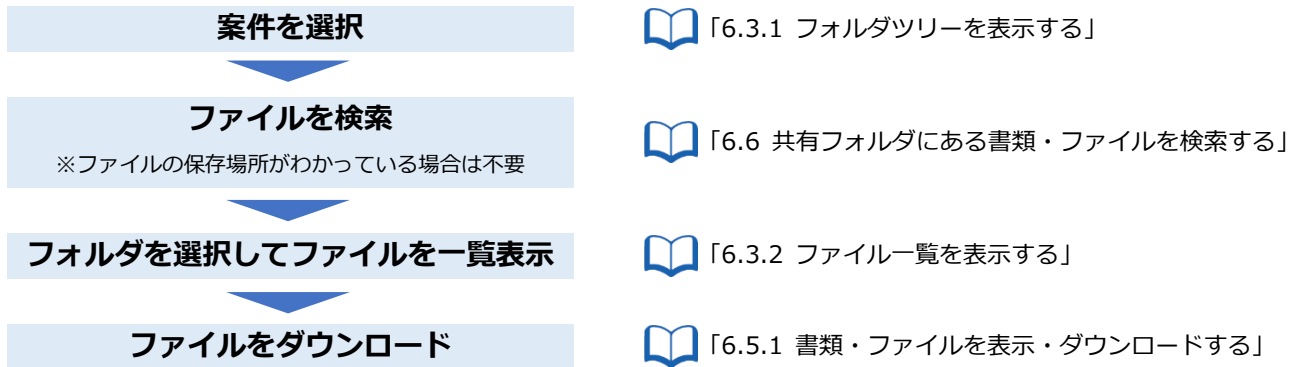 案件を選択
「6.3.1 フォルダツリーを表示する」
ファイルを検索
※ファイルの保存場所がわかっている場合は不要
「6.6 共有フォルダにある書類・ファイルを検索する」
フォルダを選択してファイルを一覧表示
「6.3.2 ファイル一覧を表示する」
ファイルをダウンロード
「6.5.1 書類・ファイルを表示・ダウンロードする」